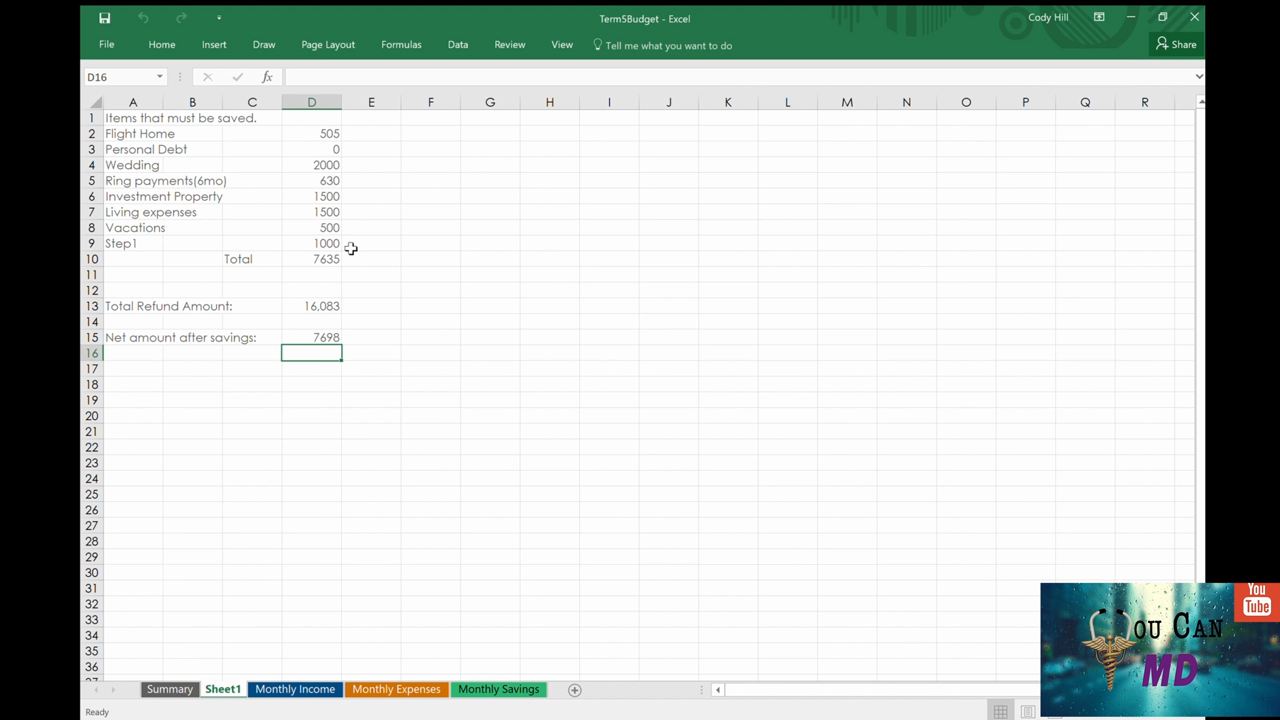 Term5Budget - Excel
Cody Hill
File Home Insert Draw Page Layout Formulas Data Review View Tell me what you want to do Share
D16 fx
A B C D E F G H I J K L M N O P Q R
1 Items that must be saved.
2 Flight Home 505
3 Personal Debt 0
4 Wedding 2000
5 Ring payments(6mo) 630
6 Investment Property 1500
7 Living expenses 1500
8 Vacations 500
9 Step1 1000
10 Total 7635
11
12
13 Total Refund Amount: 16,083
14
15 Net amount after savings: 7698
16
17
18
19
20
21
22
23
24
25
26
27
28
29
30
31
32
33
34
35
36
Summary Sheet1 Monthly Income Monthly Expenses Monthly Savings
Ready
You
Tube
OU CAN
MD